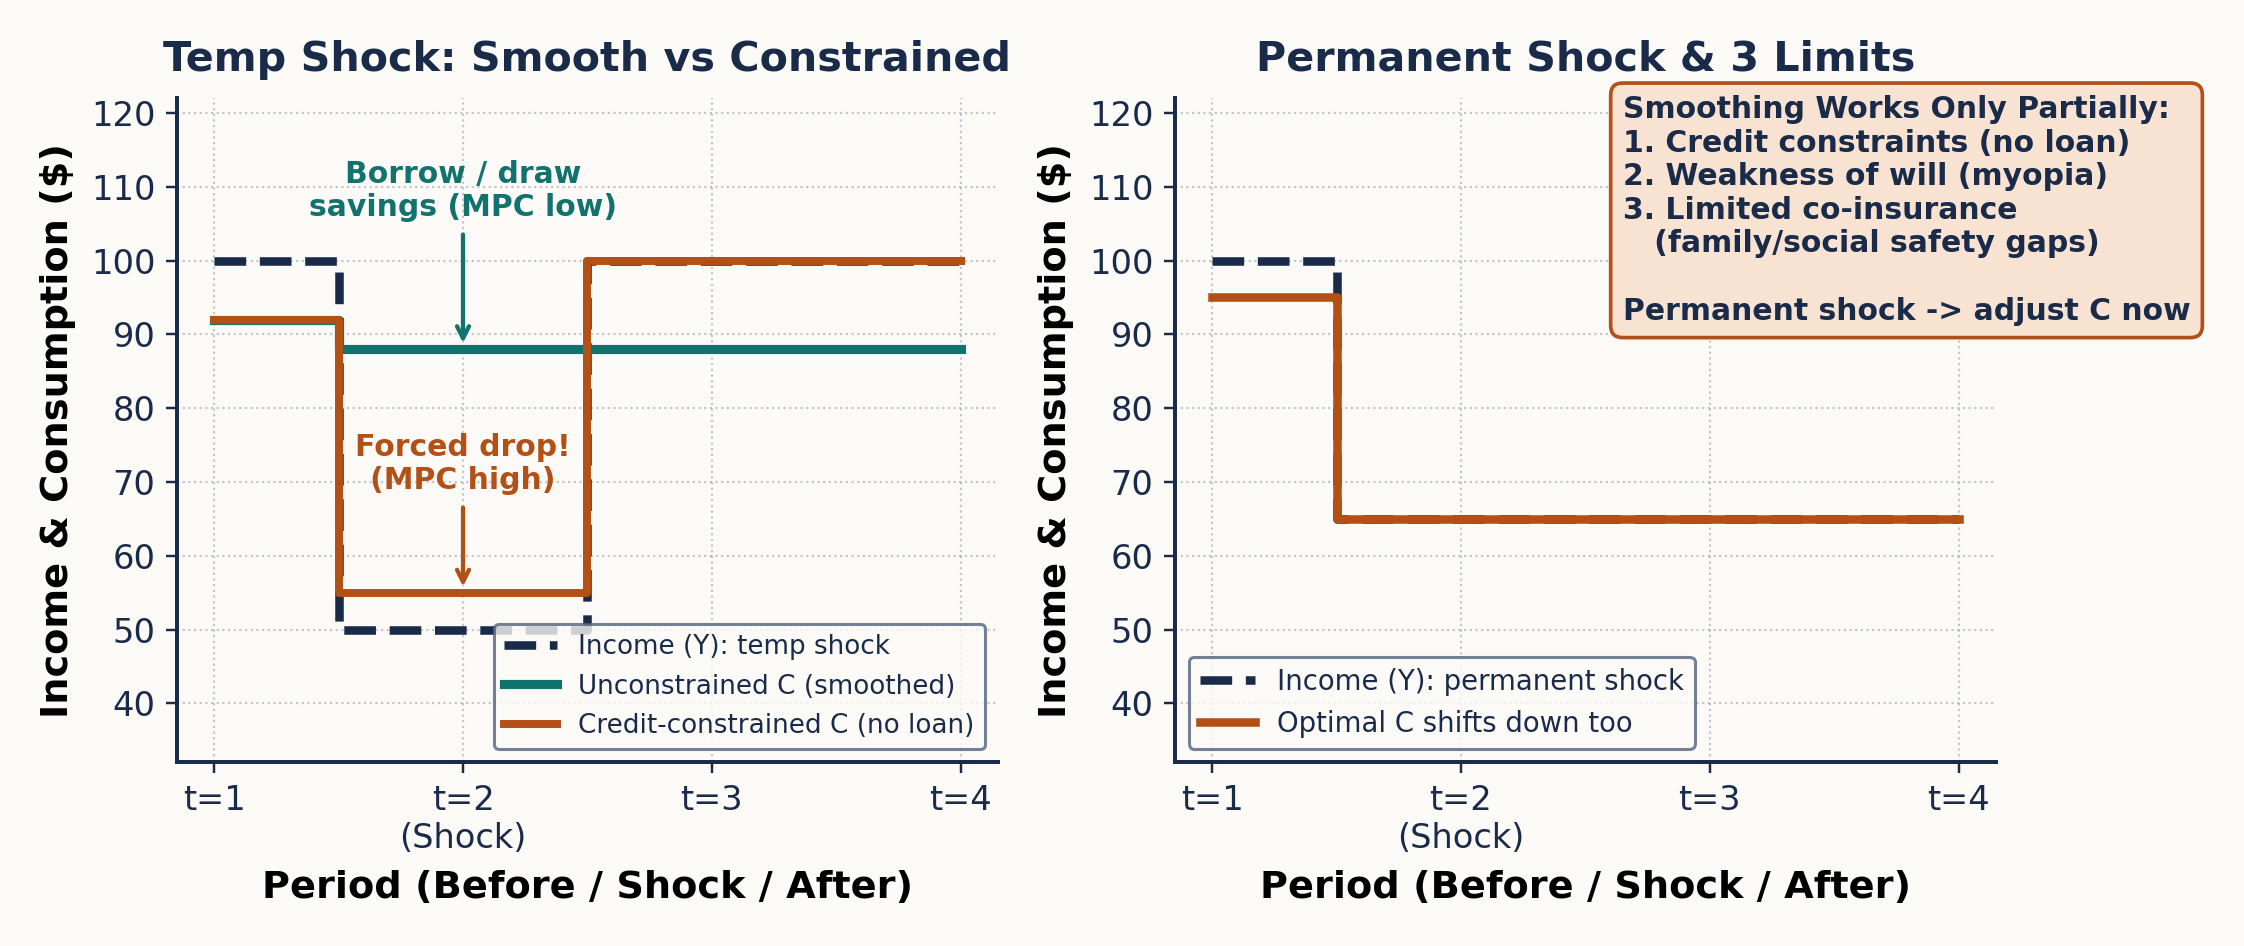 Temp Shock: Smooth vs Constrained
Income & Consumption ($)
120
110
100
90
80
70
60
50
40
Borrow / draw
savings (MPC low)
Forced drop!
(MPC high)
Income (Y): temp shock
Unconstrained C (smoothed)
Credit-constrained C (no loan)
t=1
t=2
(Shock)
t=3
t=4
Period (Before / Shock / After)
Permanent Shock & 3 Limits
Income & Consumption ($)
120
110
100
90
80
70
60
50
40
Smoothing Works Only Partially:
1. Credit constraints (no loan)
2. Weakness of will (myopia)
3. Limited co-insurance
(family/social safety gaps)
Permanent shock -> adjust C now
Income (Y): permanent shock
Optimal C shifts down too
t=1
t=2
(Shock)
t=3
t=4
Period (Before / Shock / After)